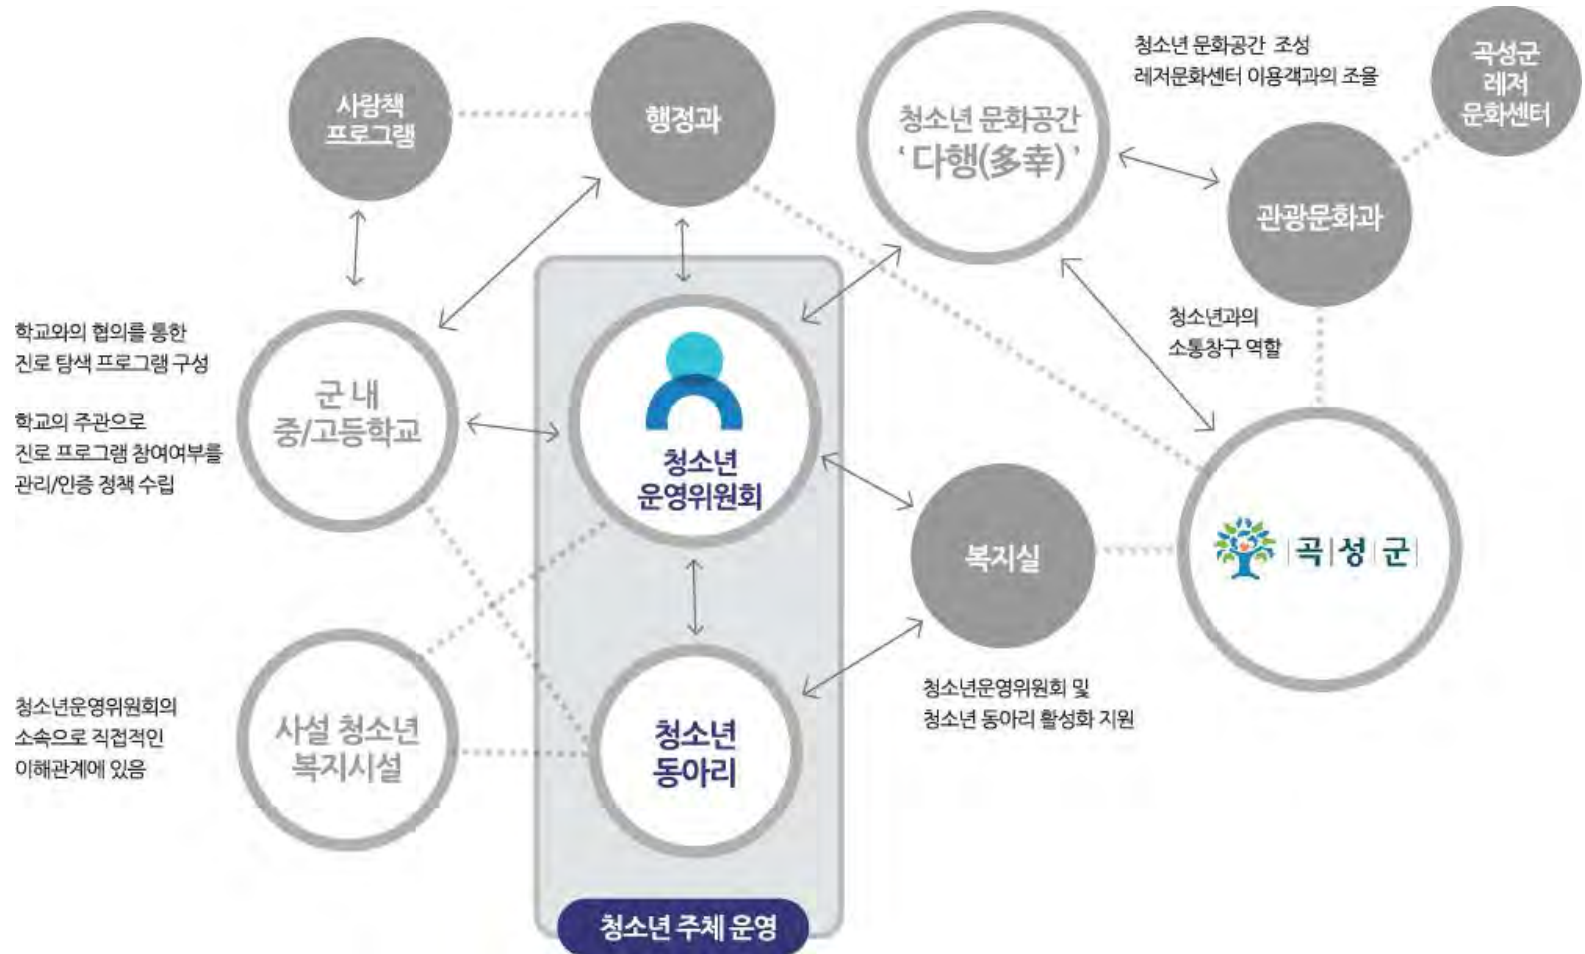 사람책
프로그램
행정과
청소년 문화공간
‘다행(多幸)’
청소년 문화공간 조성
레저문화센터 이용객과의 조율
곡성군
레저
문화센터
관광문화과
청소년과의
소통창구 역할
학교와의 협의를 통한
진로 탐색 프로그램 구성
학교의 주관으로
진로 프로그램 참여여부를
관리/인증 정책 수립
군 내
중/고등학교
청소년
운영위원회
복지실
|곡|성|군|
청소년운영위원회 및
청소년 동아리 활성화 지원
청소년운영위원회의
소속으로 직접적인
이해관계에 있음
사설 청소년
복지시설
청소년
동아리
청소년 주체 운영